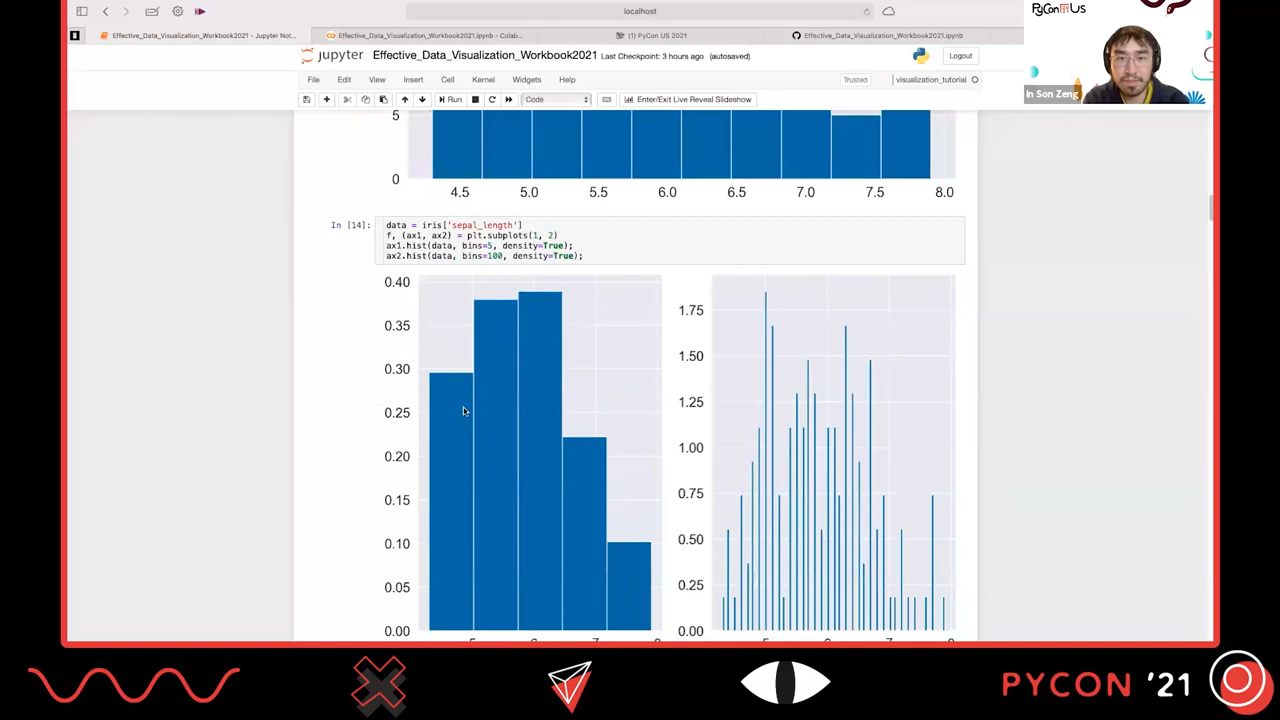 localhost
Effective_Data_Visualization_Workbook2021 - Jupyter Not...
Effective_Data_Visualization_Workbook2021.ipynb - Colab...
(1) PyCon US 2021
Effective_Data_Visualization_Workbook2021.ipynb
PyCon US
In Son Zeng
jupyter Effective_Data_Visualization_Workbook2021 Last Checkpoint: 3 hours ago (autosaved)
Logout
File Edit View Insert Cell Kernel Widgets Help
Trusted
visualization_tutorial
Run
Code
Enter/Exit Live Reveal Slideshow
5
0
4.5 5.0 5.5 6.0 6.5 7.0 7.5 8.0
In [14]:
data = iris['sepal_length']
f, (ax1, ax2) = plt.subplots(1, 2)
ax1.hist(data, bins=5, density=True);
ax2.hist(data, bins=100, density=True);
0.40
0.35
0.30
0.25
0.20
0.15
0.10
0.05
0.00
1.75
1.50
1.25
1.00
0.75
0.50
0.25
0.00
PYCON '21